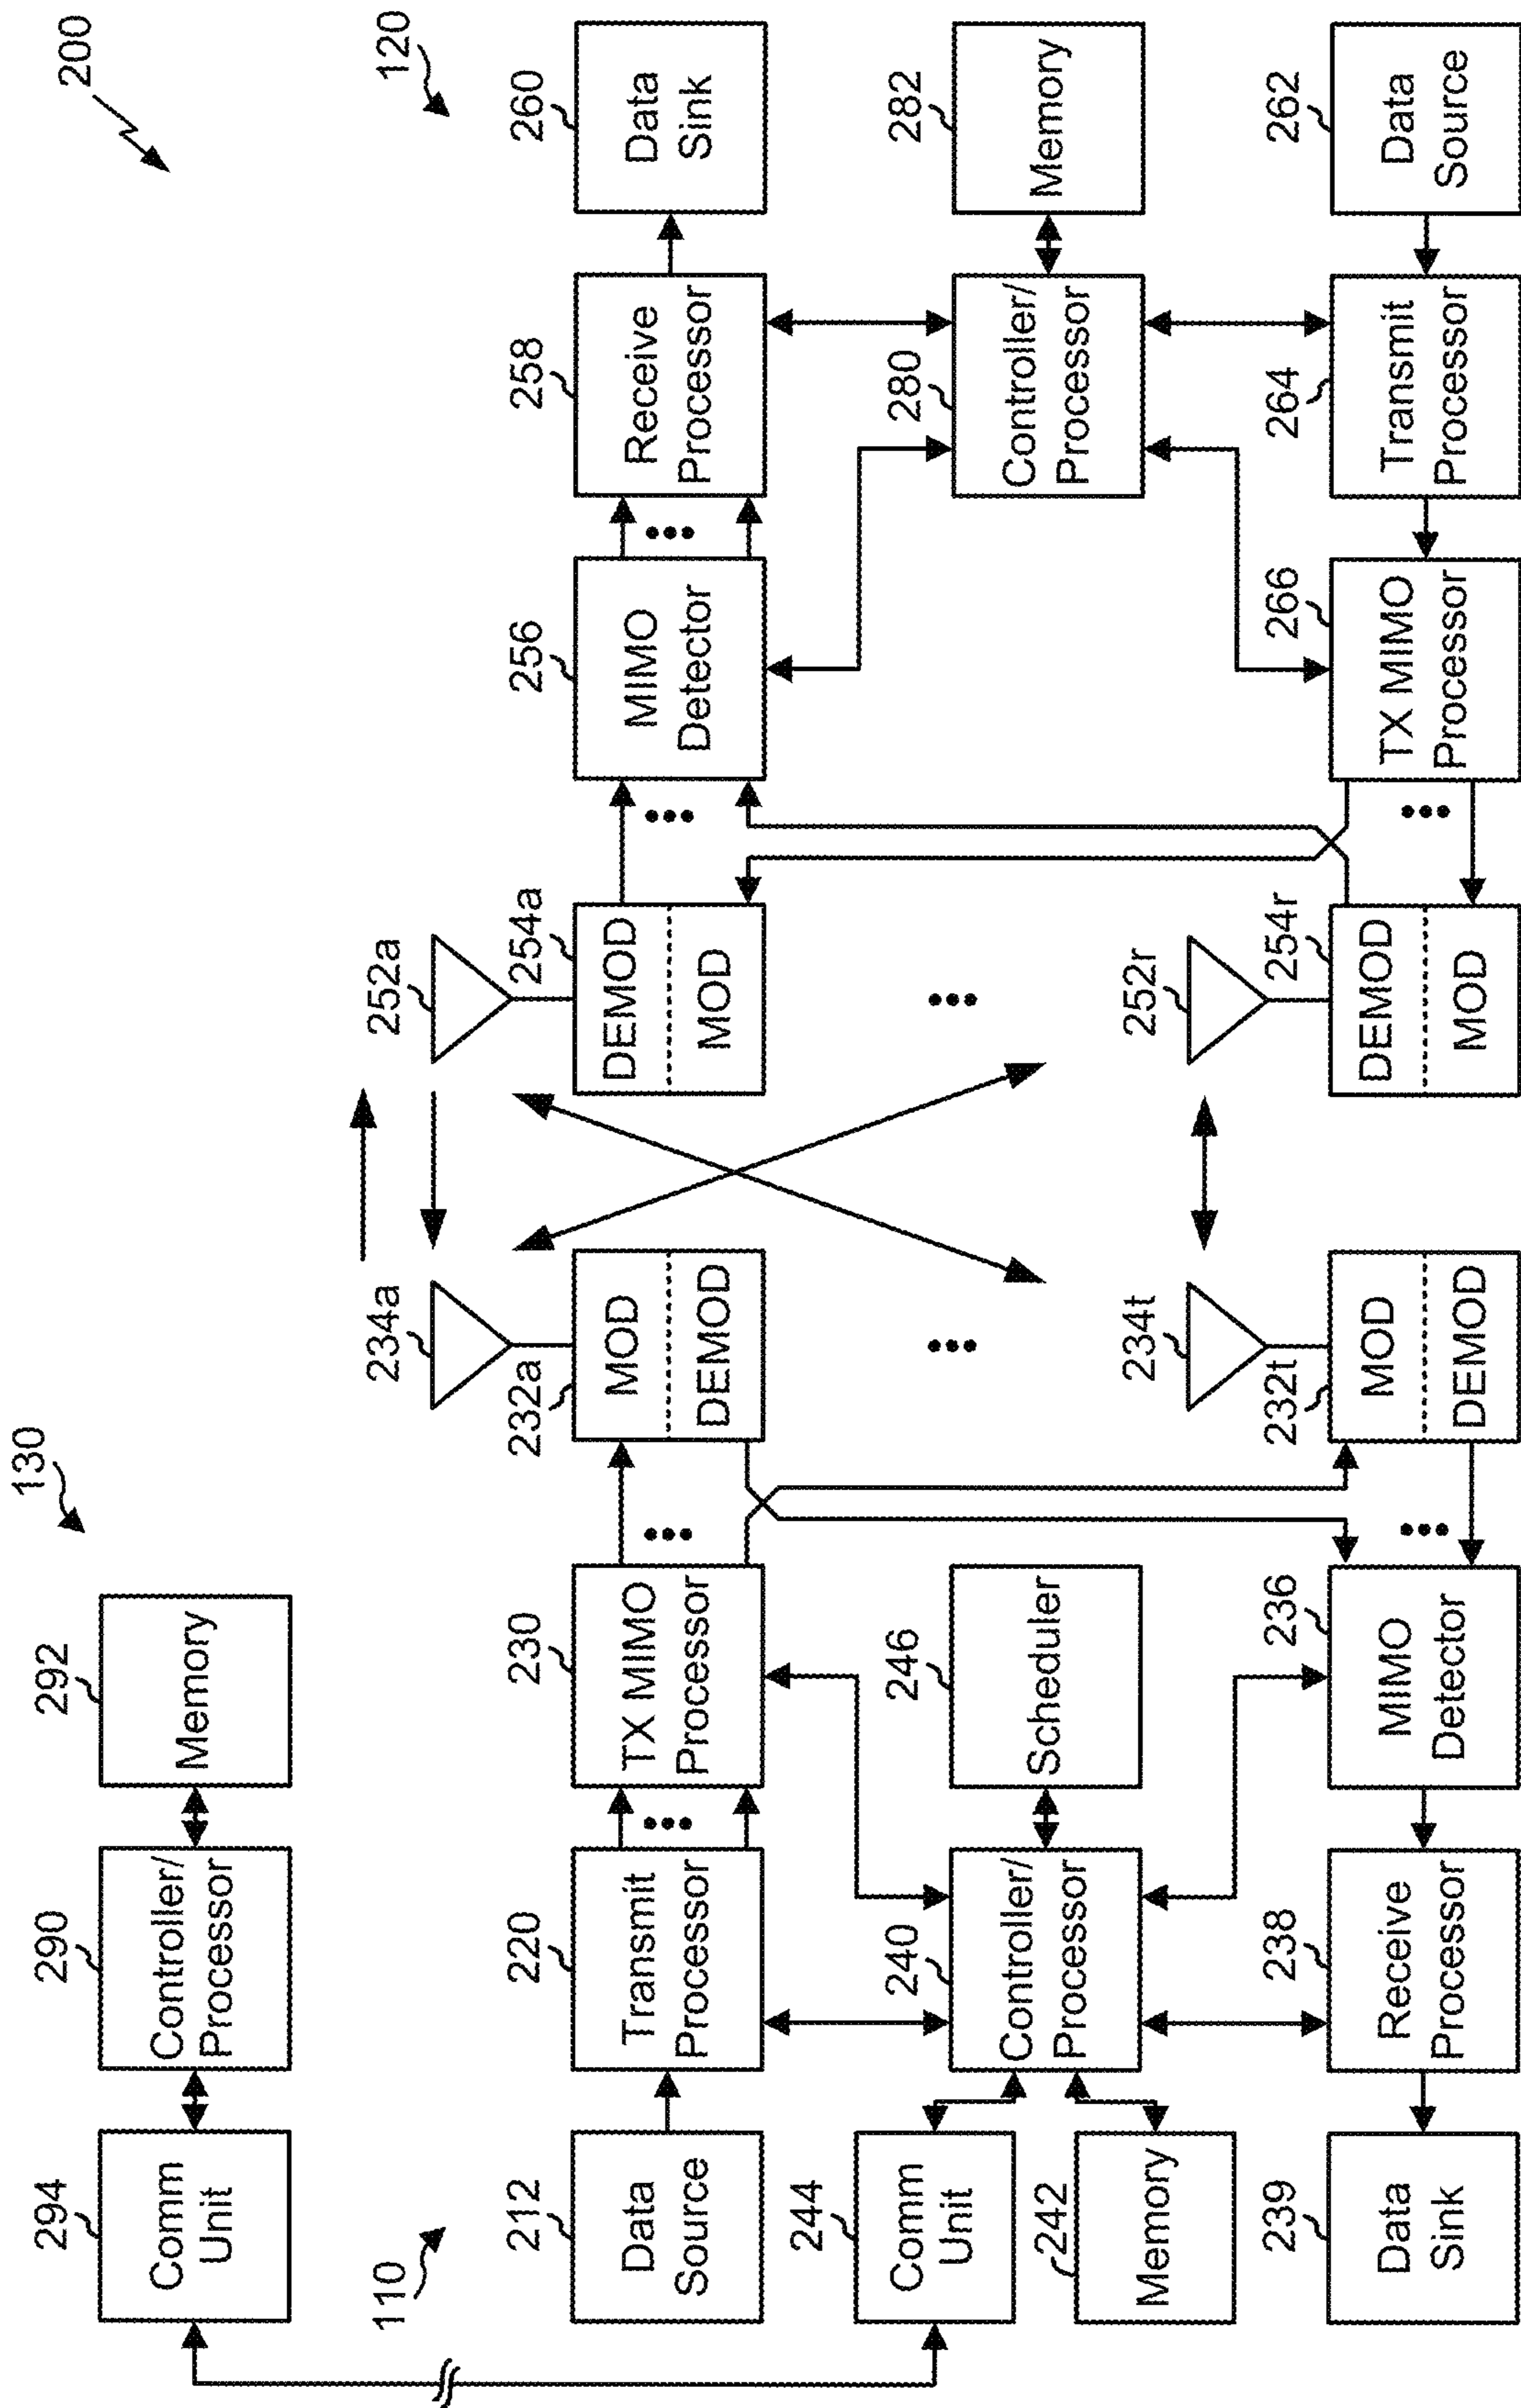 200
130
120
110
294
Comm
Unit
290
Controller/
Processor
292
Memory
212
Data
Source
220
Transmit
Processor
230
TX MIMO
Processor
232a
MOD
DEMOD
234a
252a
254a
DEMOD
MOD
256
MIMO
Detector
258
Receive
Processor
260
Data
Sink
244
Comm
Unit
242
Memory
240
Controller/
Processor
246
Scheduler
280
Controller/
Processor
282
Memory
239
Data
Sink
238
Receive
Processor
236
MIMO
Detector
232t
MOD
DEMOD
234t
252r
254r
DEMOD
MOD
266
TX MIMO
Processor
264
Transmit
Processor
262
Data
Source